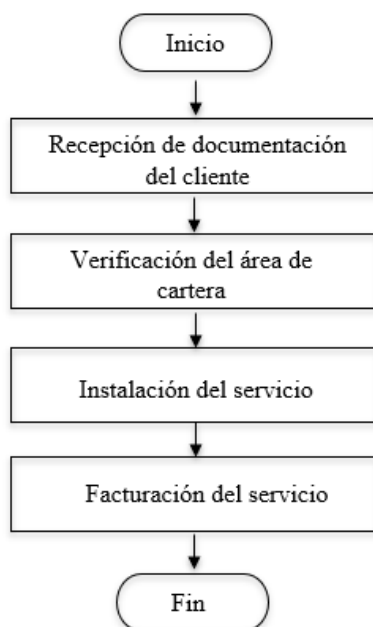 Inicio
Recepción de documentación
del cliente
Verificación del área de
cartera
Instalación del servicio
Facturación del servicio
Fin